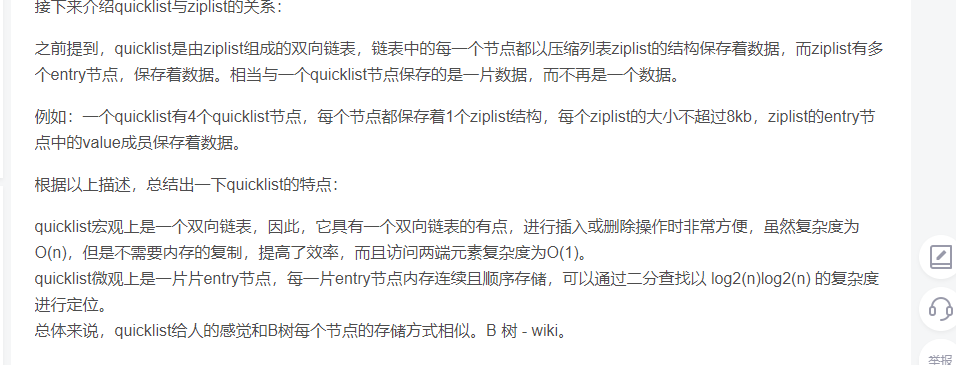 接下来介绍quicklist与ziplist的关系：
之前提到，quicklist是由ziplist组成的双向链表，链表中的每一个节点都以压缩列表ziplist的结构保存着数据，而ziplist有多
个entry节点，保存着数据。相当与一个quicklist节点保存的是一片数据，而不再是一个数据。
例如：一个quicklist有4个quicklist节点，每个节点都保存着1个ziplist结构，每个ziplist的大小不超过8kb，ziplist的entry节
点中的value成员保存着数据。
根据以上描述，总结出一下quicklist的特点：
quicklist宏观上是一个双向链表，因此，它具有一个双向链表的有点，进行插入或删除操作时非常方便，虽然复杂度为
O(n)，但是不需要内存的复制，提高了效率，而且访问两端元素复杂度为O(1)。
quicklist微观上是一片片entry节点，每一片entry节点内存连续且顺序存储，可以通过二分查找以 log2(n)log2(n) 的复杂度
进行定位。
总体来说，quicklist给人的感觉和B树每个节点的存储方式相似。B 树 - wiki。
举报